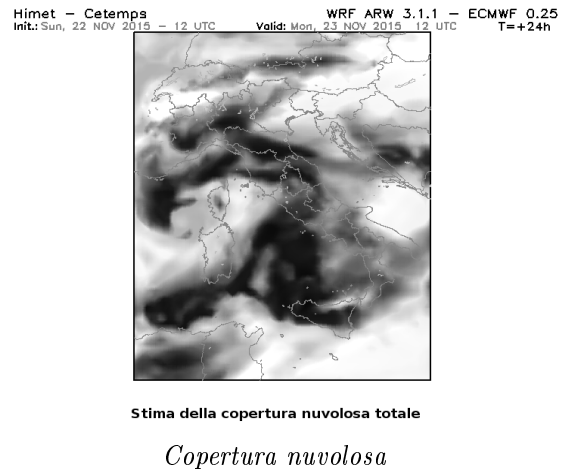 Himet – Cetemps WRF ARW 3.1.1 – ECMWF 0.25
Init.: Sun, 22 NOV 2015 – 12 UTC Valid: Mon, 23 NOV 2015 12 UTC T=+24h
Stima della copertura nuvolosa totale
Copertura nuvolosa